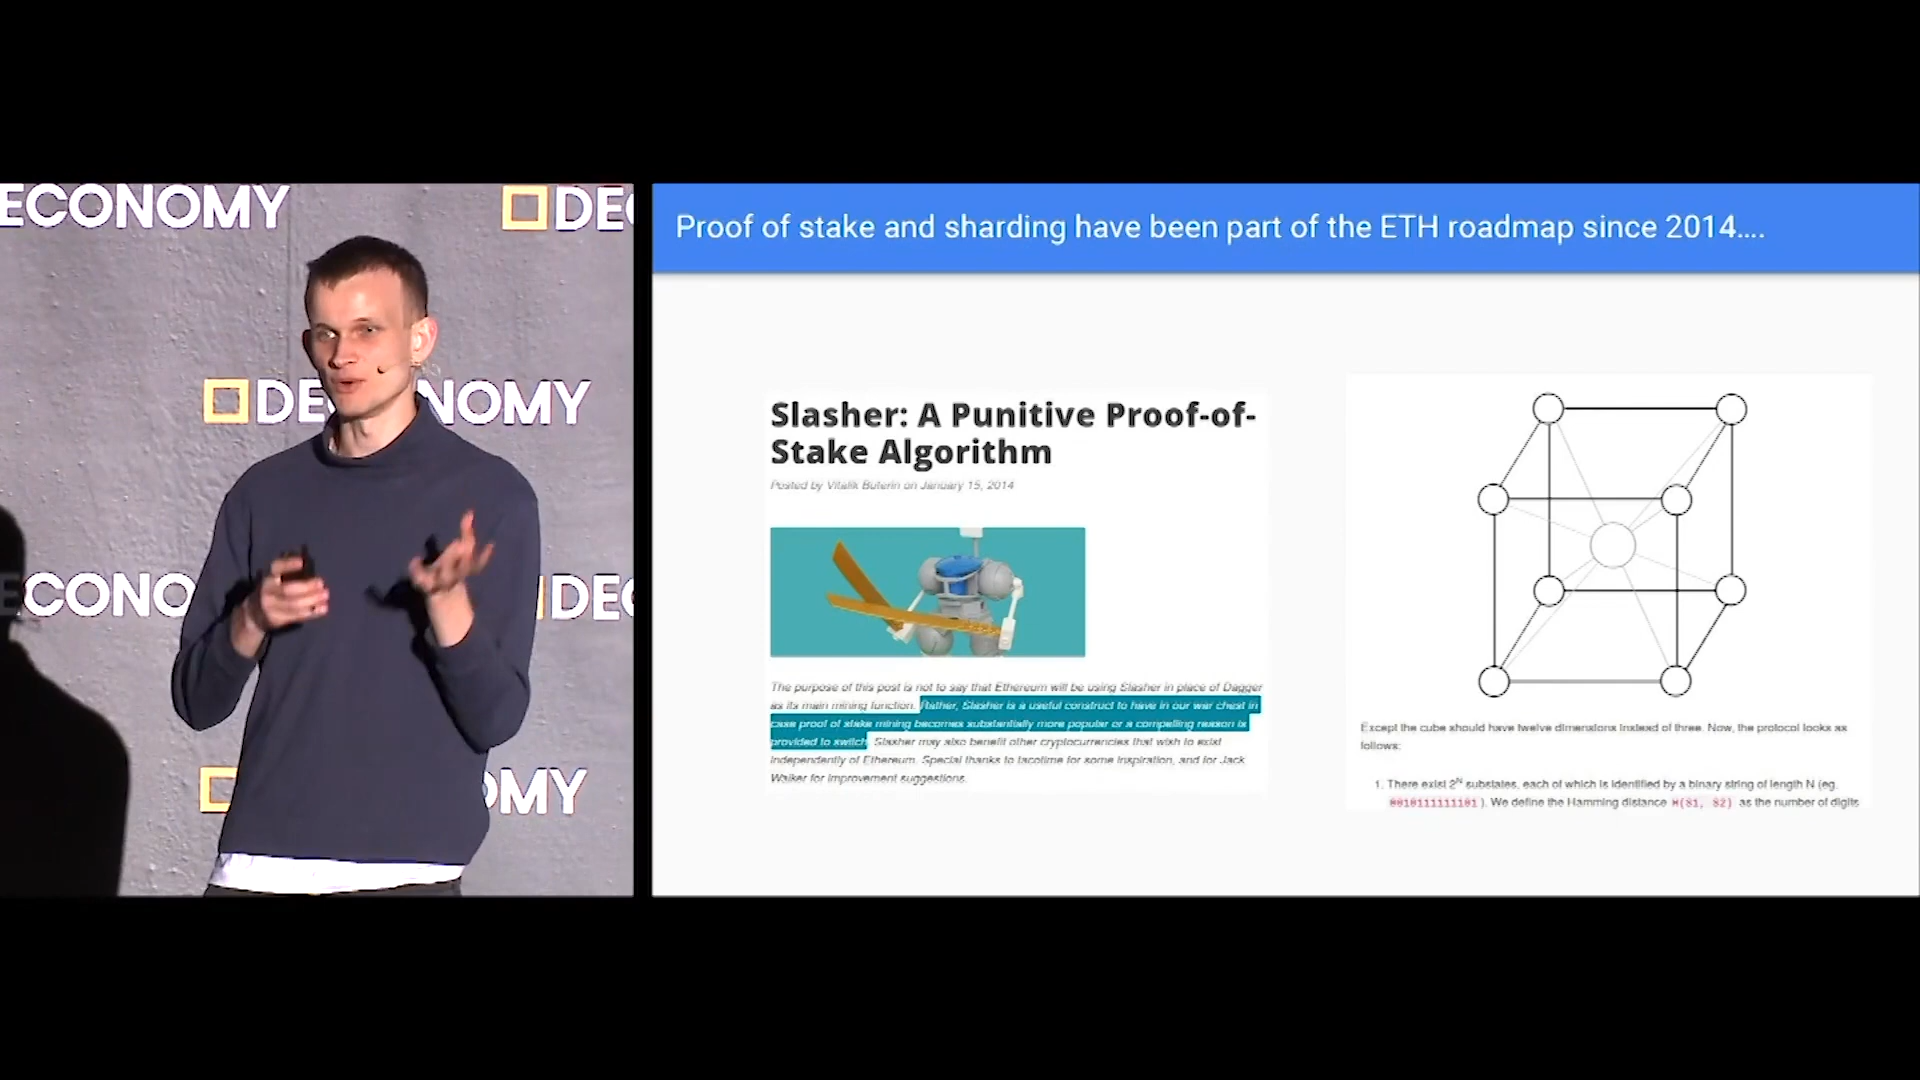 ECONOMY
DE
DE NOMY
ECONO
DEC
OMY
Proof of stake and sharding have been part of the ETH roadmap since 2014....
Slasher: A Punitive Proof-of-
Stake Algorithm
Posted by Vitalik Buterin on January 15, 2014
The purpose of this post is not to say that Ethereum will be using Slasher in place of Dagger
as its main mining function. Rather, Slasher is a useful construct to have in our war chest in
case proof of stake mining becomes substantially more popular or a compelling reason is
provided to switch. Slasher may also benefit other cryptocurrencies that wish to exist
independently of Ethereum. Special thanks to tacotime for some inspiration, and for Jack
Walker for improvement suggestions.
Except the cube should have twelve dimensions instead of three. Now, the protocol looks as
follows:
1. There exist 2^N substates, each of which is identified by a binary string of length N (eg.
0010111111101). We define the Hamming distance H(S1, S2) as the number of digits